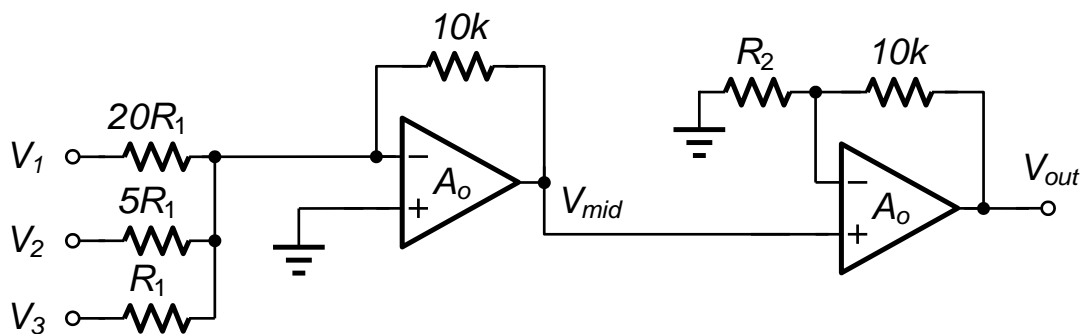 10k
R2
10k
20R1
V1
−
Ao
+
Vmid
5R1
V2
−
Ao
+
Vout
R1
V3